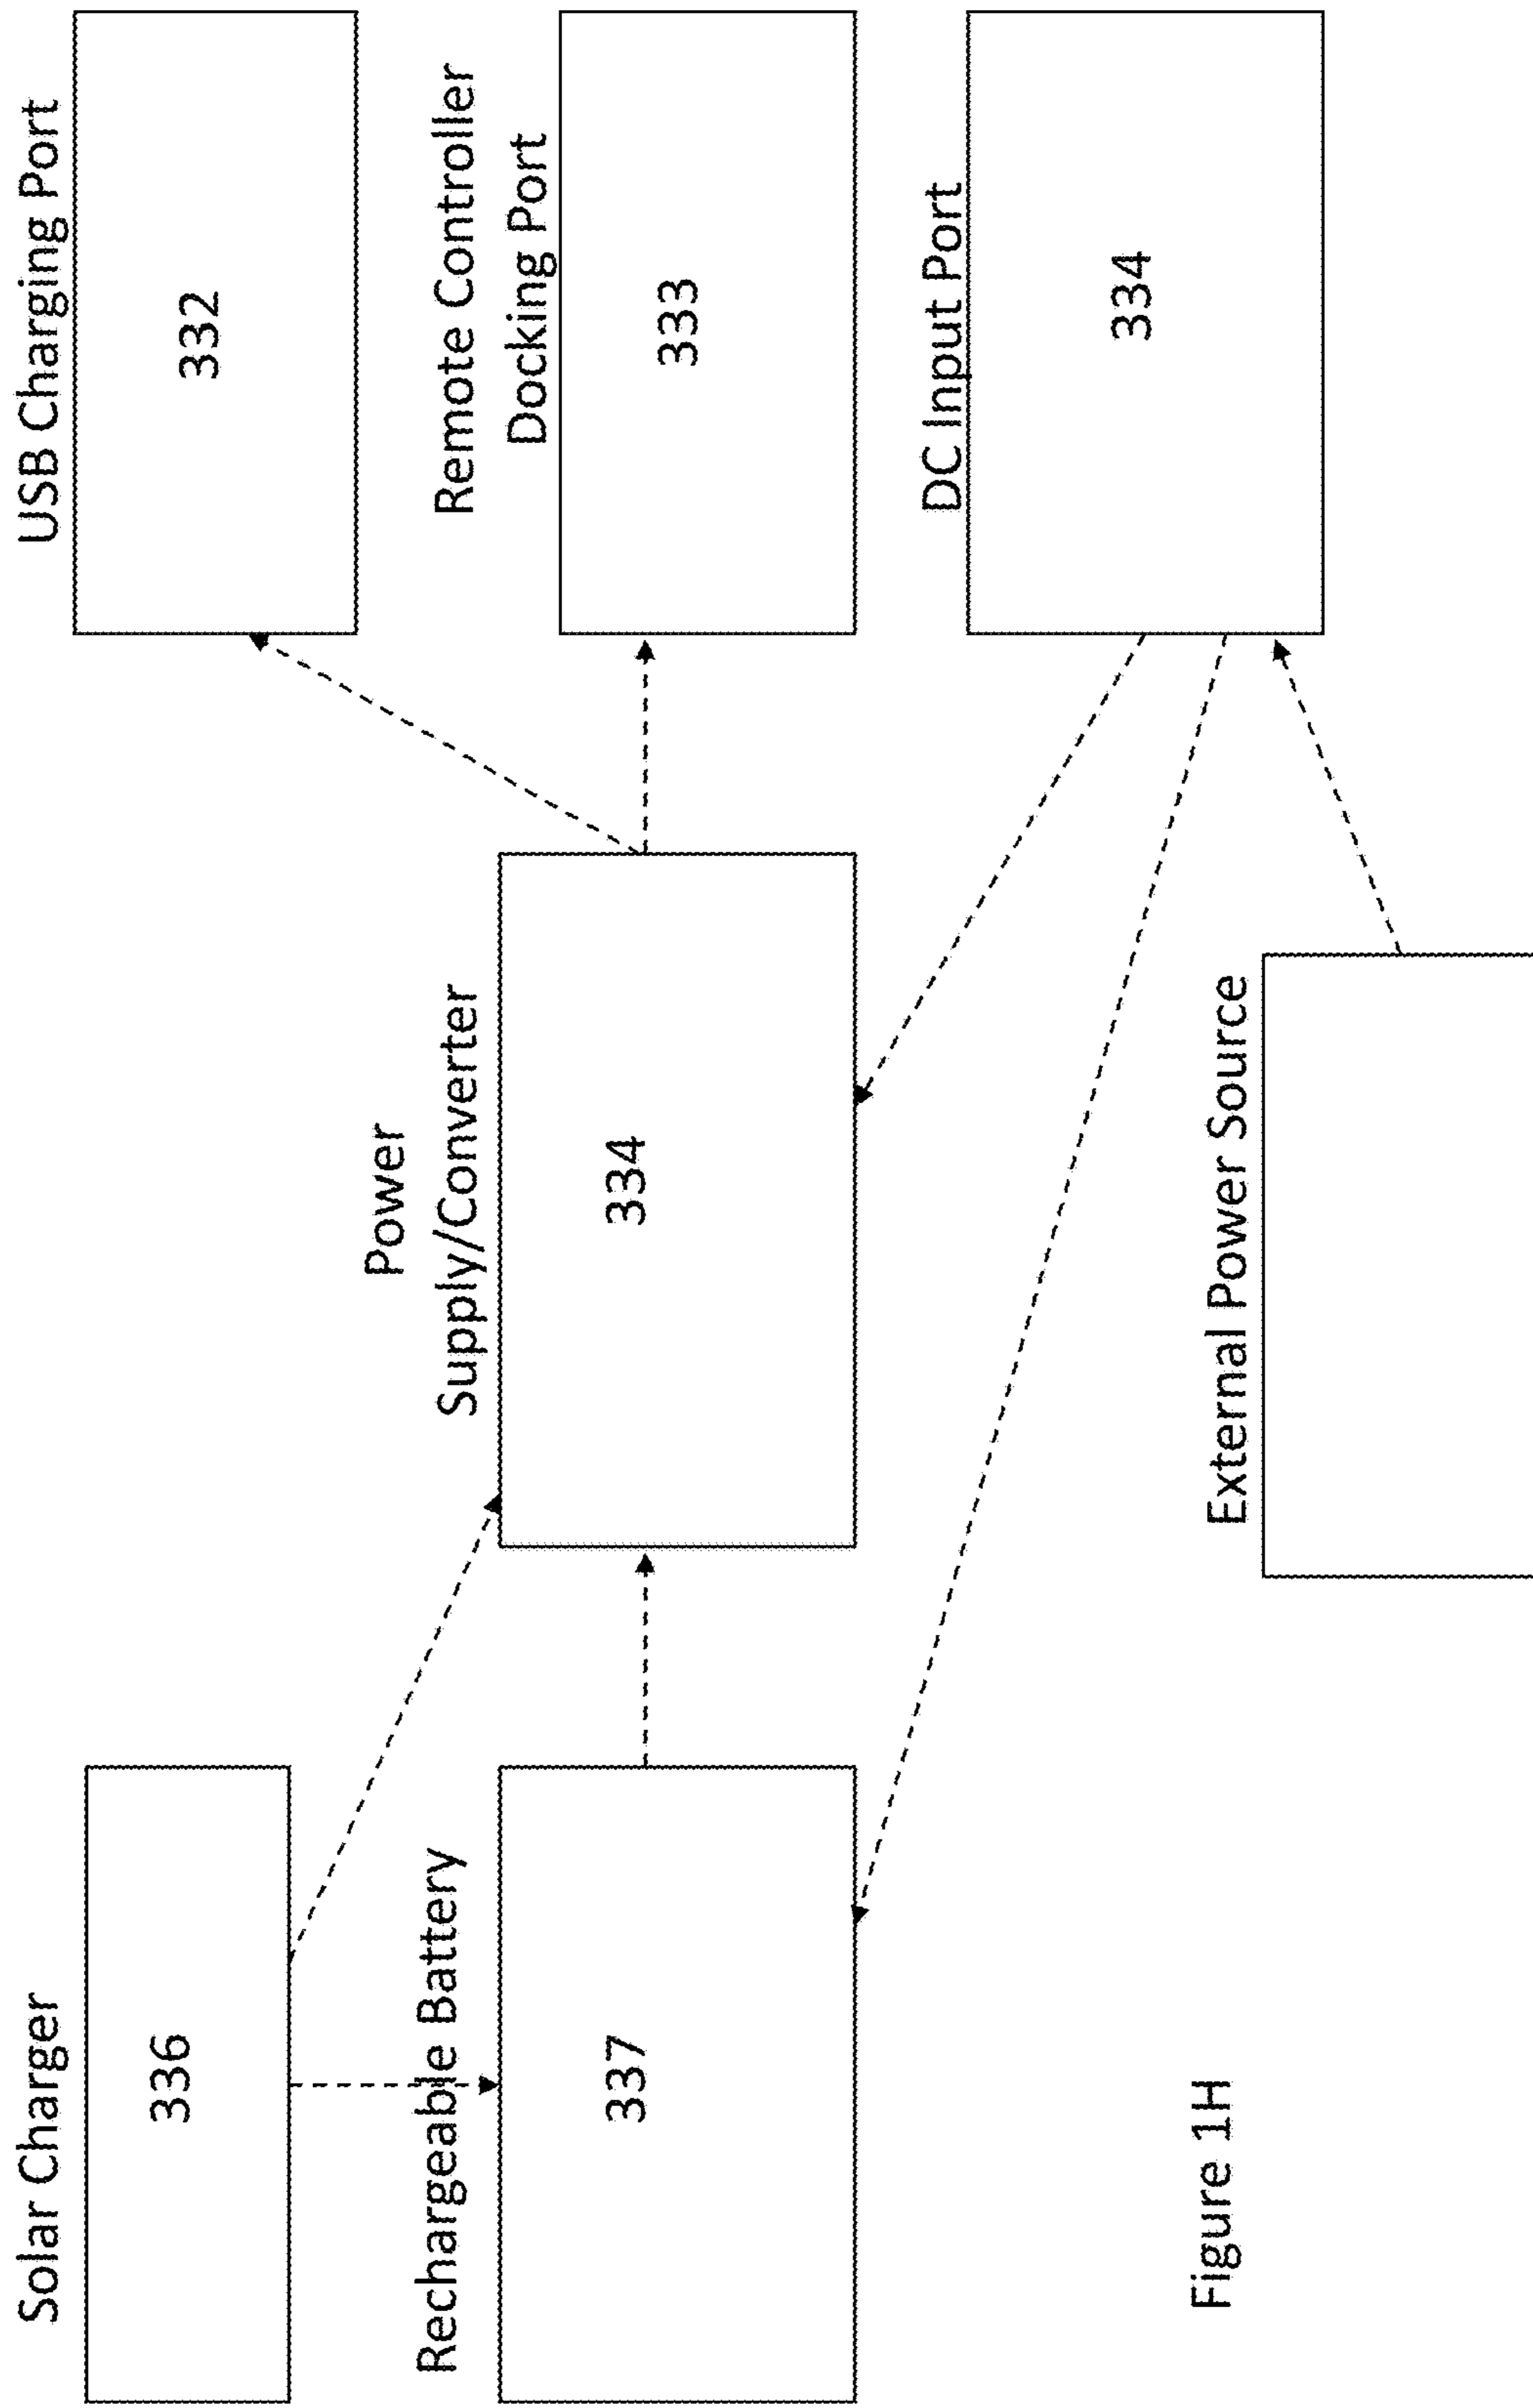 Solar Charger
336
Rechargeable Battery
337
Power
Supply/Converter
334
USB Charging Port
332
Remote Controller
Docking Port
333
DC Input Port
334
External Power Source
Figure 1H